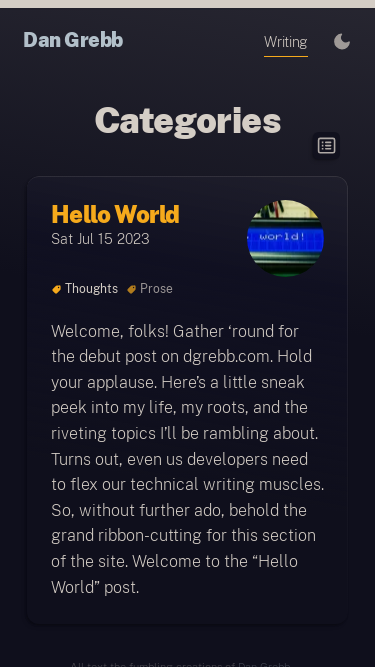 Dan Grebb
Writing
Categories
Hello World
Sat Jul 15 2023
world!
Thoughts Prose
Welcome, folks! Gather ‘round for
the debut post on dgrebb.com. Hold
your applause. Here’s a little sneak
peek into my life, my roots, and the
riveting topics I’ll be rambling about.
Turns out, even us developers need
to flex our technical writing muscles.
So, without further ado, behold the
grand ribbon-cutting for this section
of the site. Welcome to the “Hello
World” post.
All text the fumbling creations of Dan Grebb